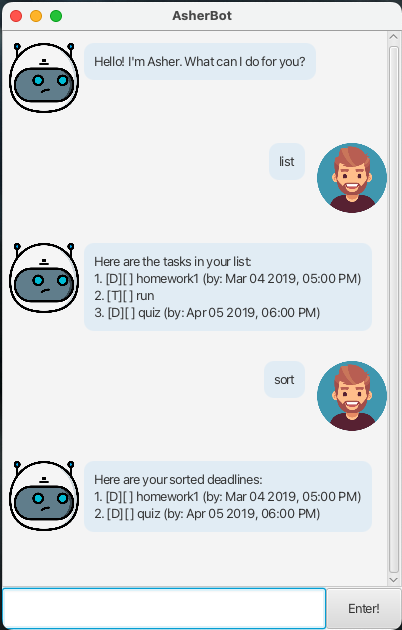 AsherBot
Hello! I'm Asher. What can I do for you?
list
Here are the tasks in your list:
1. [D][ ] homework1 (by: Mar 04 2019, 05:00 PM)
2. [T][ ] run
3. [D][ ] quiz (by: Apr 05 2019, 06:00 PM)
sort
Here are your sorted deadlines:
1. [D][ ] homework1 (by: Mar 04 2019, 05:00 PM)
2. [D][ ] quiz (by: Apr 05 2019, 06:00 PM)
Enter!